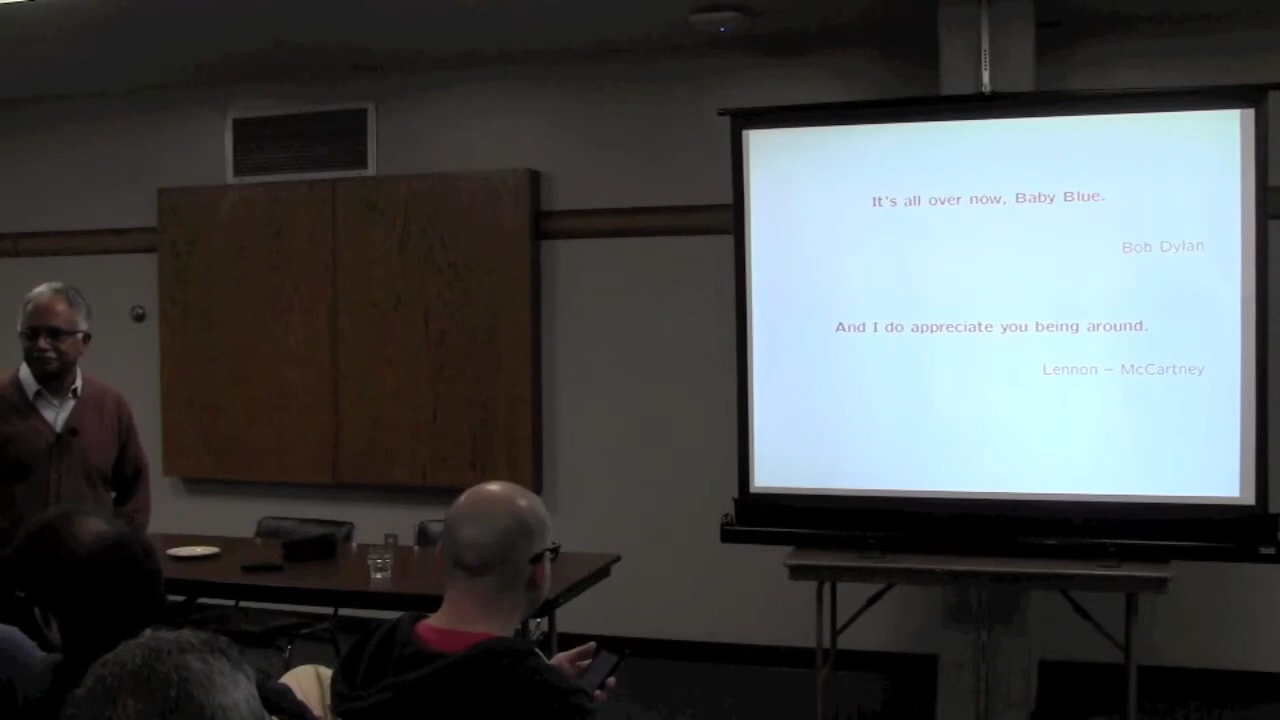 It's all over now, Baby Blue.
Bob Dylan
And I do appreciate you being around.
Lennon – McCartney